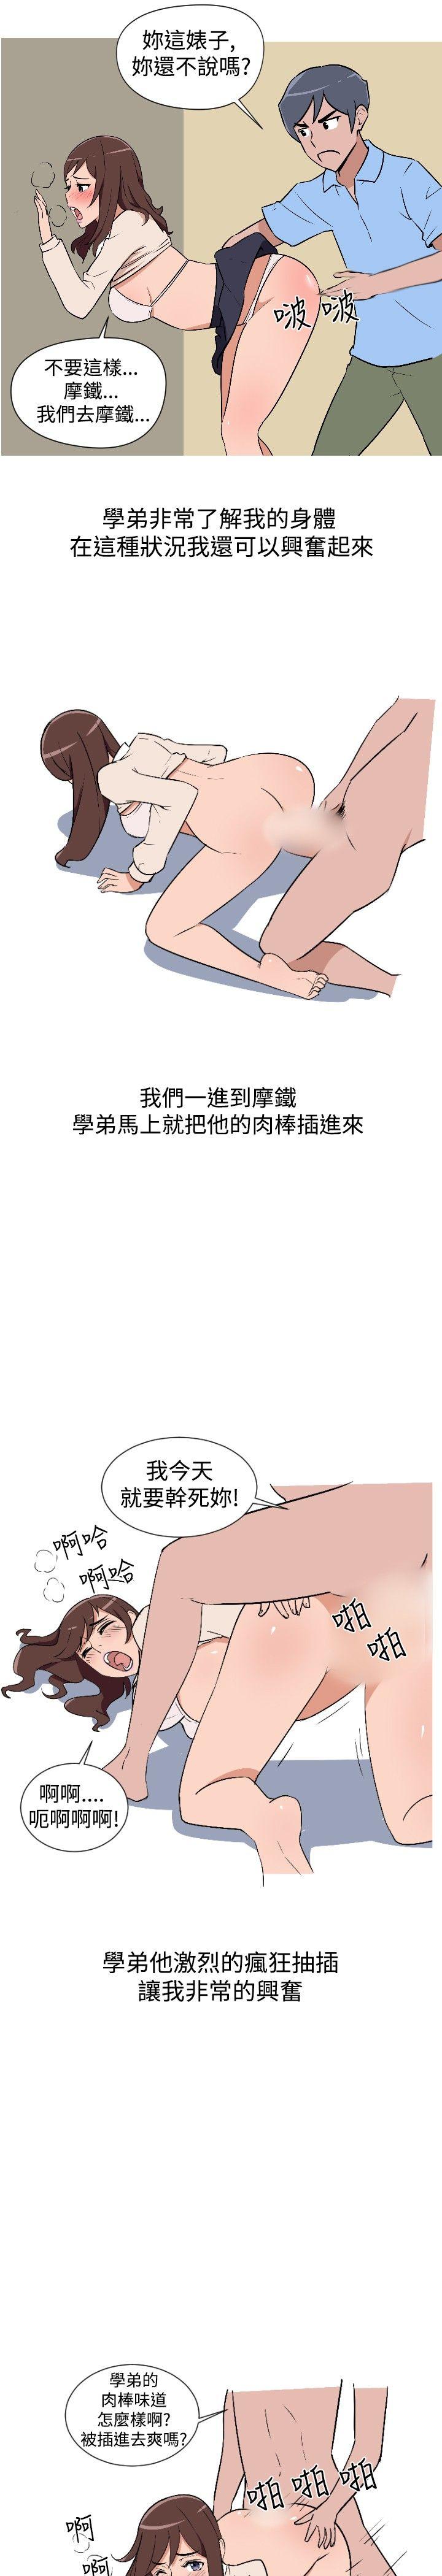 妳這婊子,
妳還不說嗎?
啵 啵
不要這樣...
摩鐵...
我們去摩鐵...
學弟非常了解我的身體
在這種狀況我還可以興奮起來
我們一進到摩鐵
學弟馬上就把他的肉棒插進來
我今天
就要幹死妳!
啊哈
啊哈
啪
啪
啊啊....
呃啊啊啊!
學弟他激烈的瘋狂抽插
讓我非常的興奮
學弟的
肉棒味道
怎麼樣啊?
被插進去爽嗎?
啪 啪 啪
啊
啊